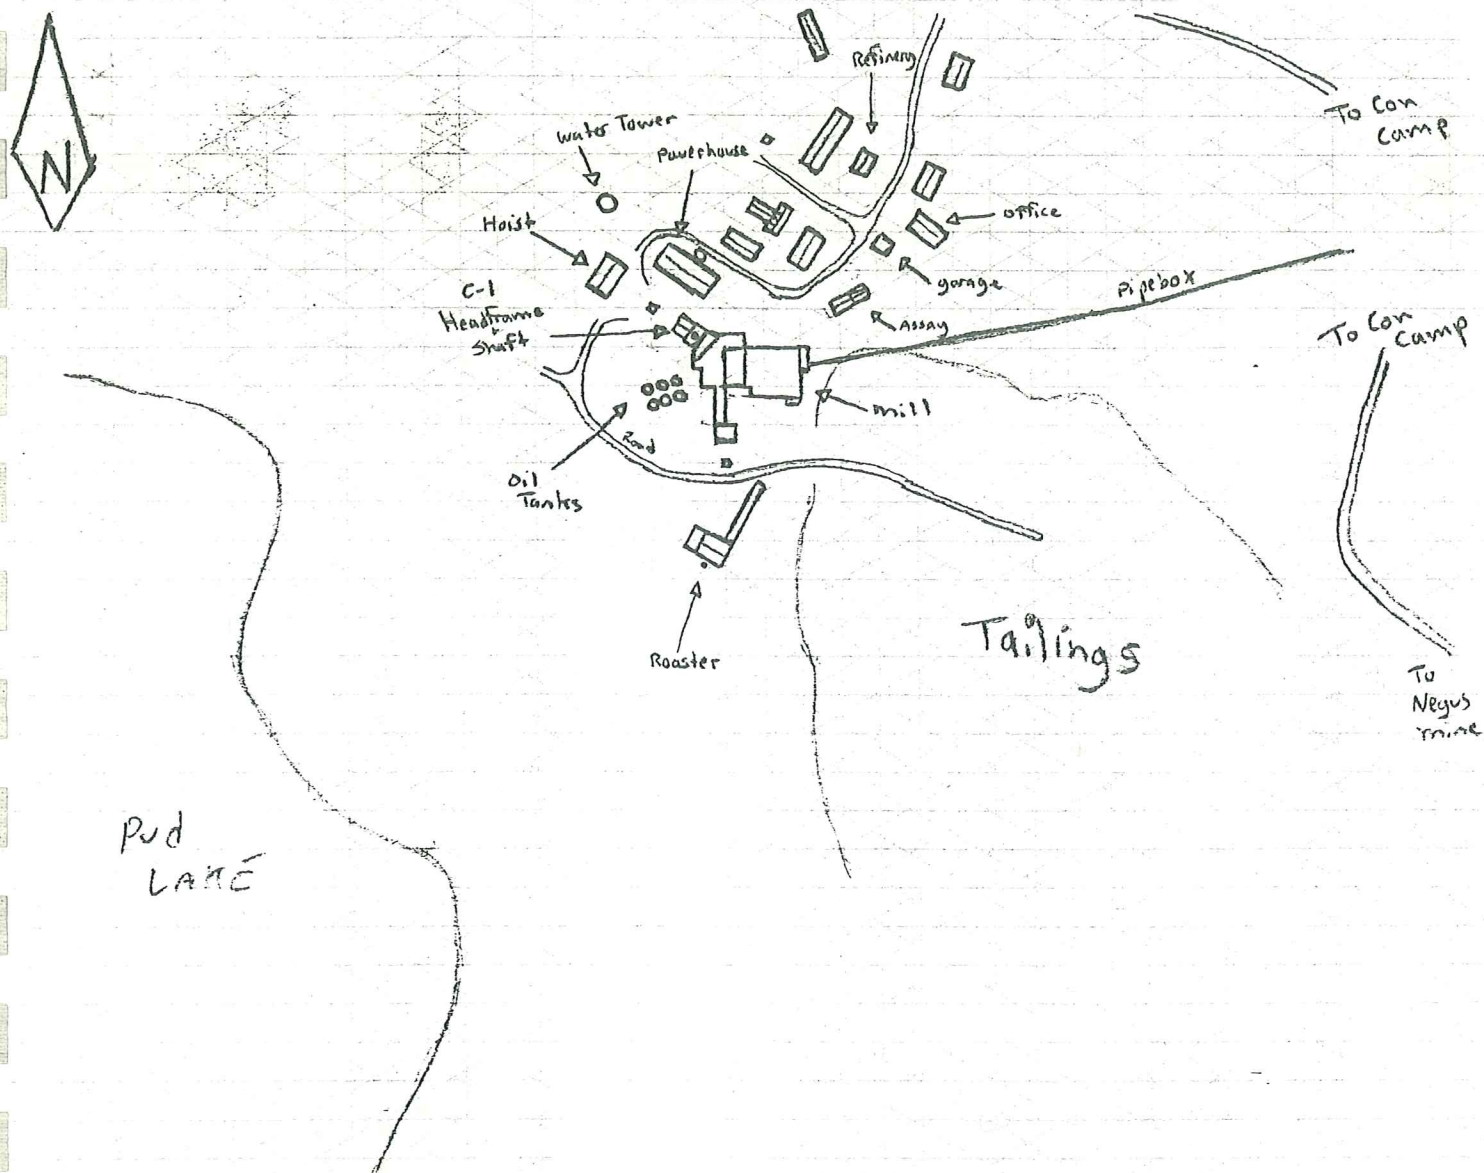 N
Refinery
To Con
Camp
water Tower
Powerhouse
Hoist
office
garage
Pipebox
C-1
Headframe
+
Shaft
Assay
To Con
Camp
mill
Road
Oil
Tanks
Roaster
Tailings
To
Negus
mine
Pud
LAKE